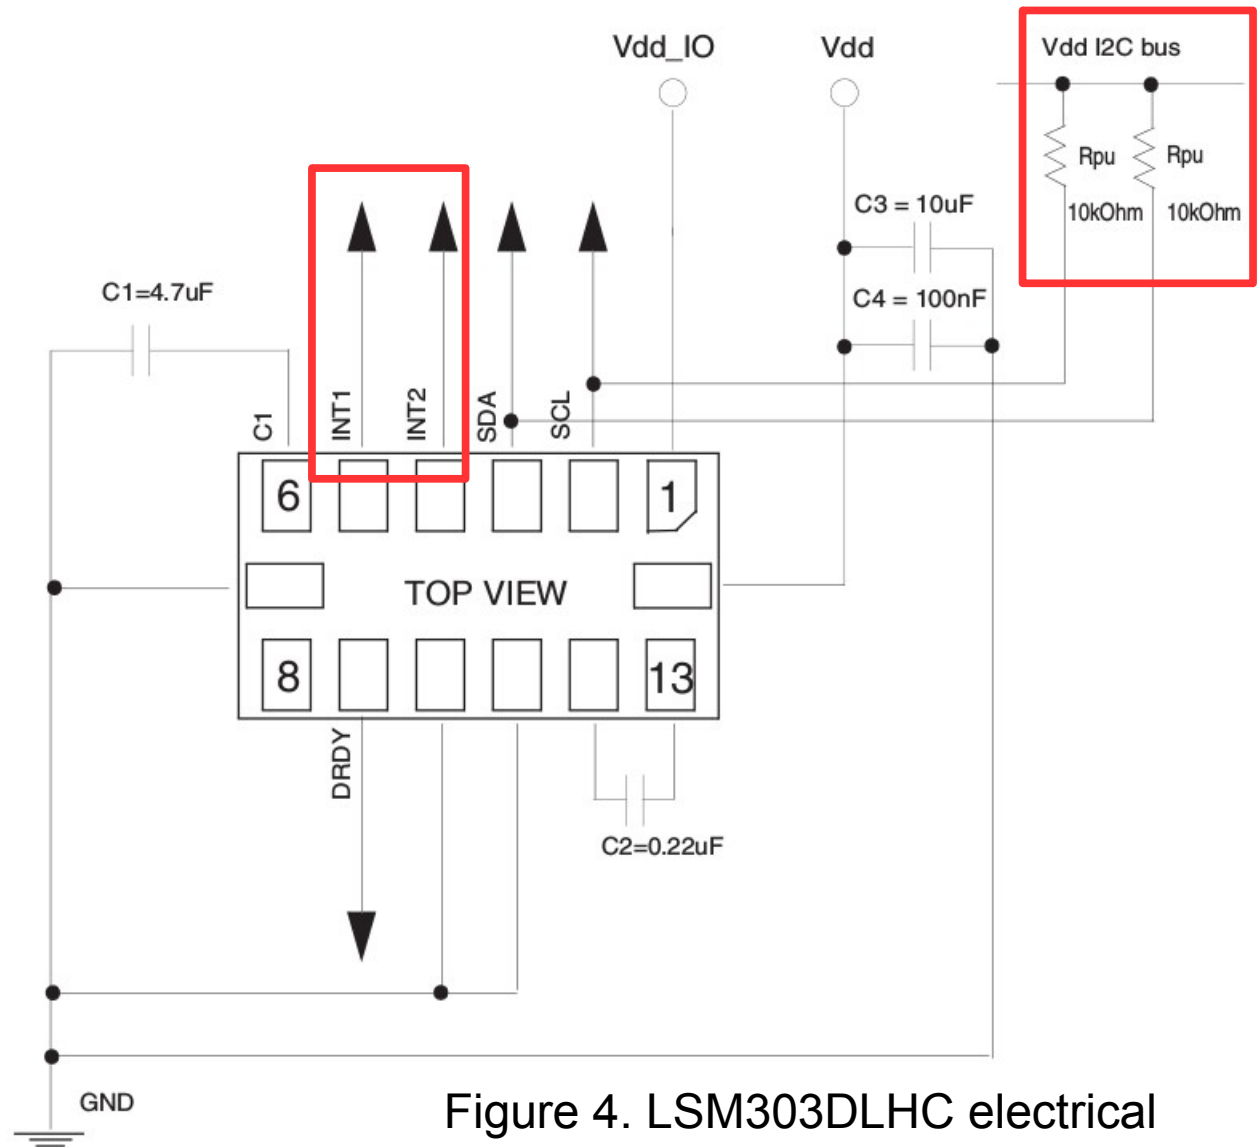 Vdd_IO
Vdd
Vdd I2C bus
Rpu
Rpu
10kOhm
10kOhm
C3 = 10uF
C4 = 100nF
C1=4.7uF
C1
INT1
INT2
SDA
SCL
6
1
TOP VIEW
8
13
DRDY
C2=0.22uF
GND
Figure 4. LSM303DLHC electrical